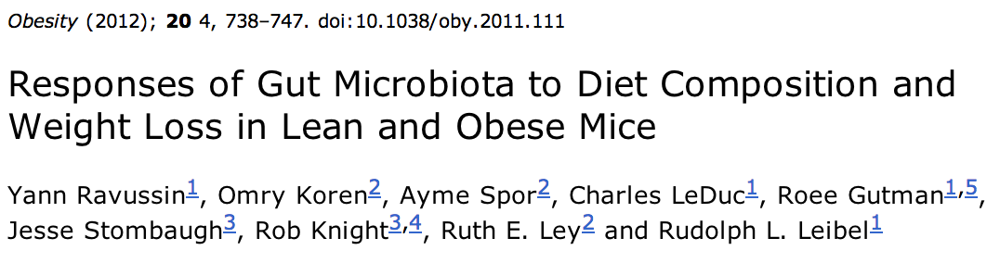 Obesity (2012); 20 4, 738–747. doi:10.1038/oby.2011.111
Responses of Gut Microbiota to Diet Composition and
Weight Loss in Lean and Obese Mice
Yann Ravussin1, Omry Koren2, Ayme Spor2, Charles LeDuc1, Roee Gutman1,5,
Jesse Stombaugh3, Rob Knight3,4, Ruth E. Ley2 and Rudolph L. Leibel1